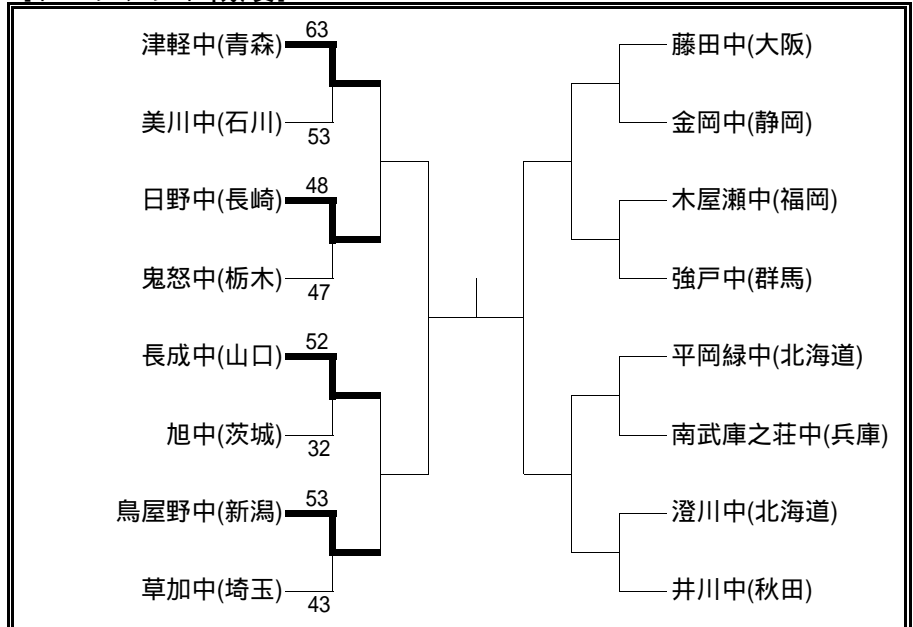 63
津軽中(青森)
藤田中(大阪)
美川中(石川)
金岡中(静岡)
53
48
日野中(長崎)
木屋瀬中(福岡)
鬼怒中(栃木)
強戸中(群馬)
47
52
長成中(山口)
平岡緑中(北海道)
旭中(茨城)
南武庫之荘中(兵庫)
32
53
鳥屋野中(新潟)
澄川中(北海道)
草加中(埼玉)
井川中(秋田)
43